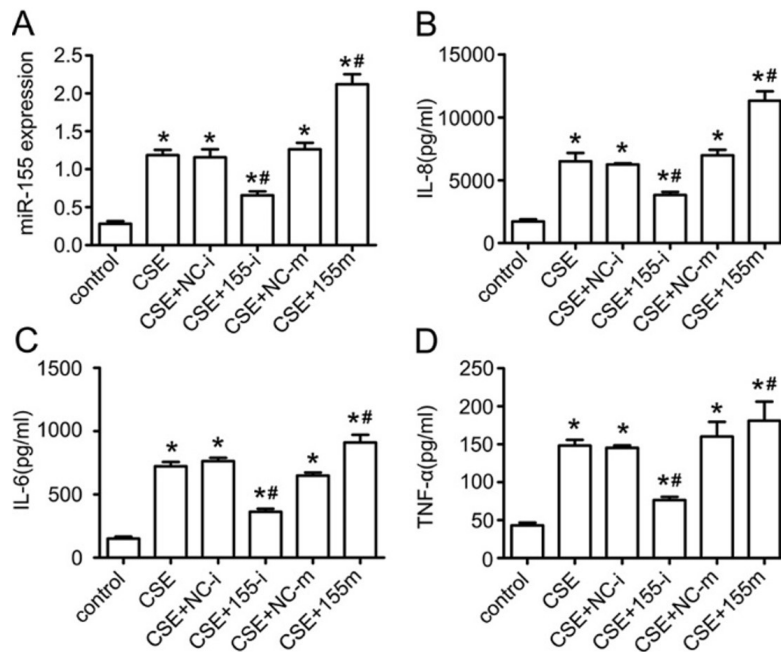 A
miR-155 expression
2.5
2.0
1.5
1.0
0.5
0.0
*
*
*#
*
*#
control
CSE
CSE+NC-i
CSE+155-i
CSE+NC-m
CSE+155m
B
IL-8(pg/ml)
15000
10000
5000
0
*
*
*#
*
*#
control
CSE
CSE+NC-i
CSE+155-i
CSE+NC-m
CSE+155m
C
IL-6(pg/ml)
1500
1000
500
0
*
*
*#
*
*#
control
CSE
CSE+NC-i
CSE+155-i
CSE+NC-m
CSE+155m
D
TNF-α(pg/ml)
250
200
150
100
50
0
*
*
*#
*
*#
control
CSE
CSE+NC-i
CSE+155-i
CSE+NC-m
CSE+155m